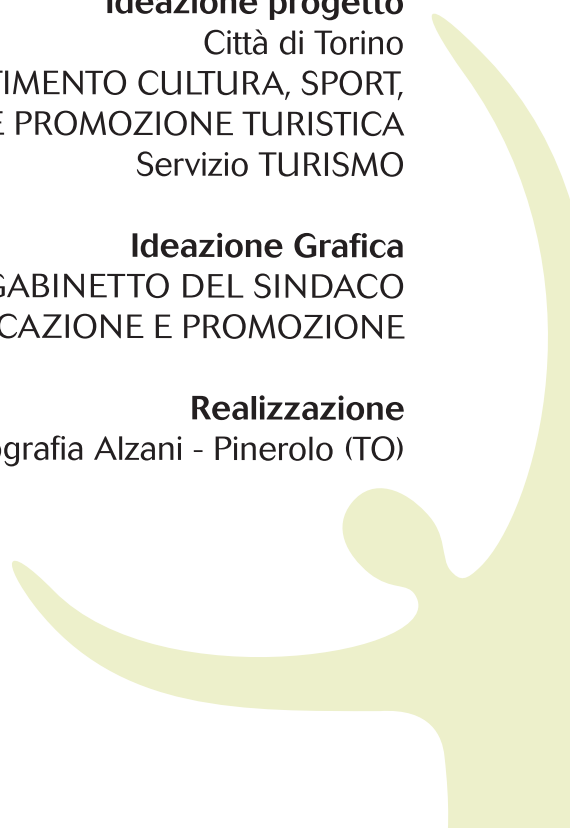 Ideazione progetto
Città di Torino
TIMENTO CULTURA, SPORT,
E PROMOZIONE TURISTICA
Servizio TURISMO
Ideazione Grafica
GABINETTO DEL SINDACO
CAZIONE E PROMOZIONE
Realizzazione
ografia Alzani - Pinerolo (TO)